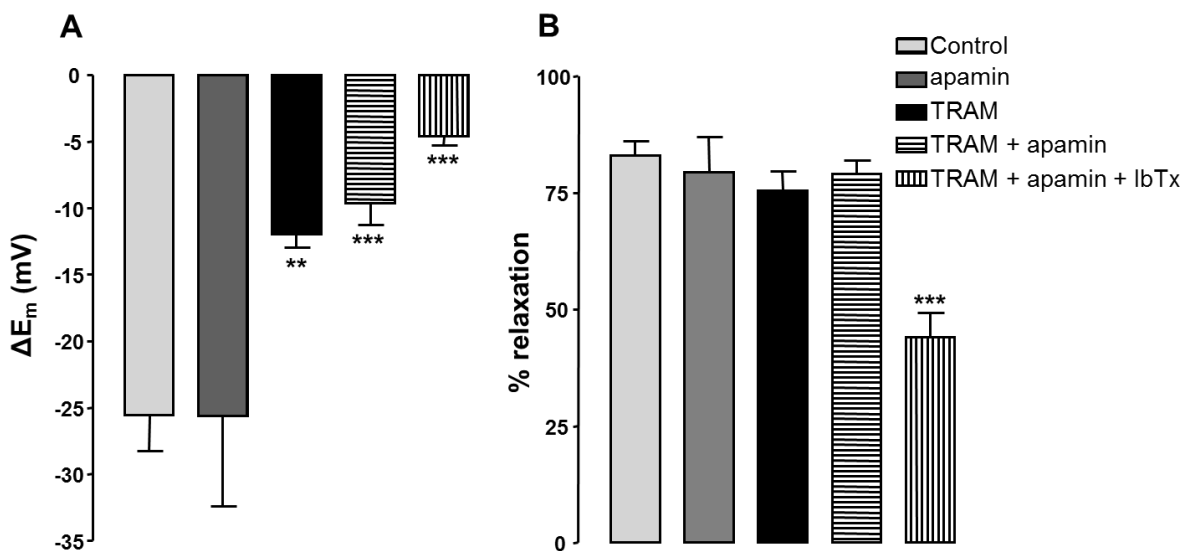 A
0
-5
-10
-15
-20
-25
-30
-35
ΔEm (mV)
**
***
***
B
100
75
50
25
0
% relaxation
***
Control
apamin
TRAM
TRAM + apamin
TRAM + apamin + IbTx